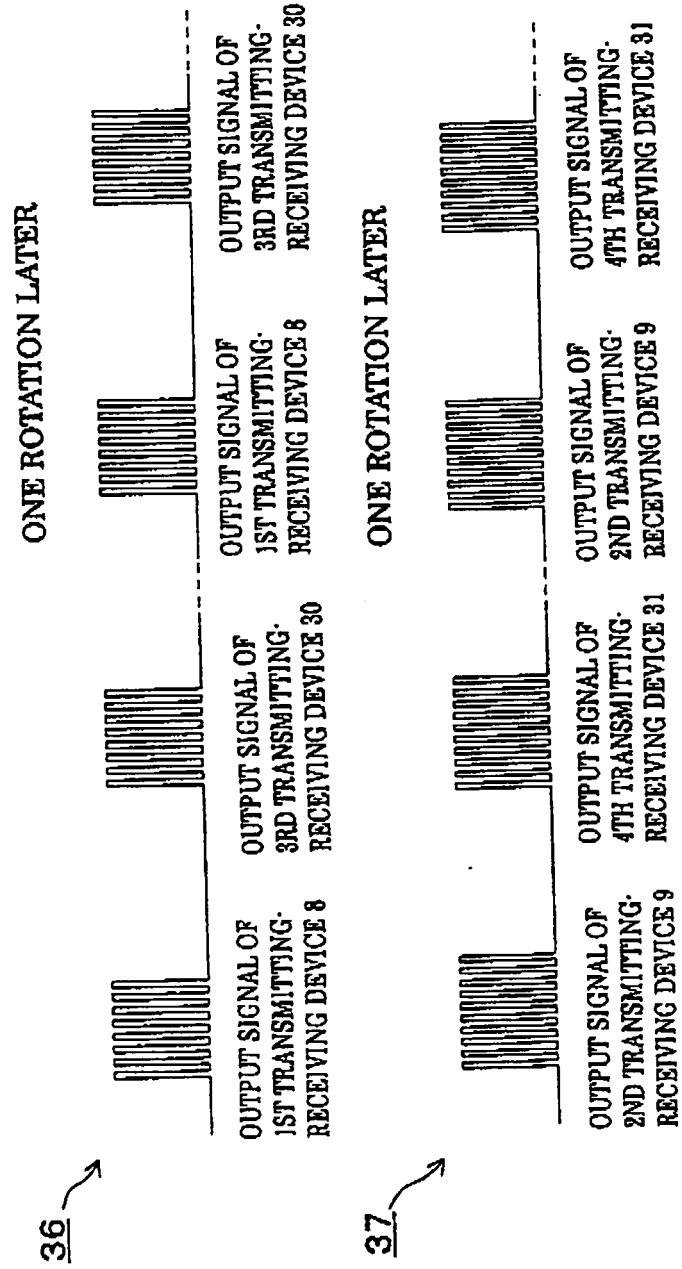 36
ONE ROTATION LATER
OUTPUT SIGNAL OF
1ST TRANSMITTING-
RECEIVING DEVICE 8
OUTPUT SIGNAL OF
3RD TRANSMITTING-
RECEIVING DEVICE 30
OUTPUT SIGNAL OF
1ST TRANSMITTING-
RECEIVING DEVICE 8
OUTPUT SIGNAL OF
3RD TRANSMITTING-
RECEIVING DEVICE 30
37
ONE ROTATION LATER
OUTPUT SIGNAL OF
2ND TRANSMITTING-
RECEIVING DEVICE 9
OUTPUT SIGNAL OF
4TH TRANSMITTING-
RECEIVING DEVICE 31
OUTPUT SIGNAL OF
2ND TRANSMITTING-
RECEIVING DEVICE 9
OUTPUT SIGNAL OF
4TH TRANSMITTING-
RECEIVING DEVICE 31